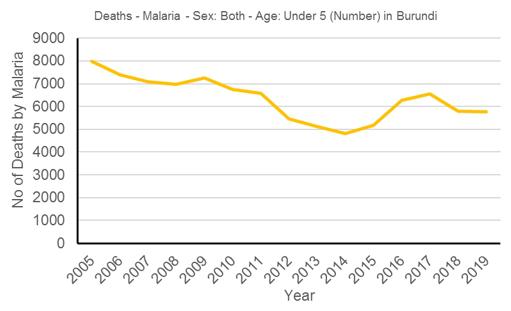 Deaths - Malaria - Sex: Both - Age: Under 5 (Number) in Burundi
No of Deaths by Malaria
9000
8000
7000
6000
5000
4000
3000
2000
1000
0
2005 2006 2007 2008 2009 2010 2011 2012 2013 2014 2015 2016 2017 2018 2019
Year